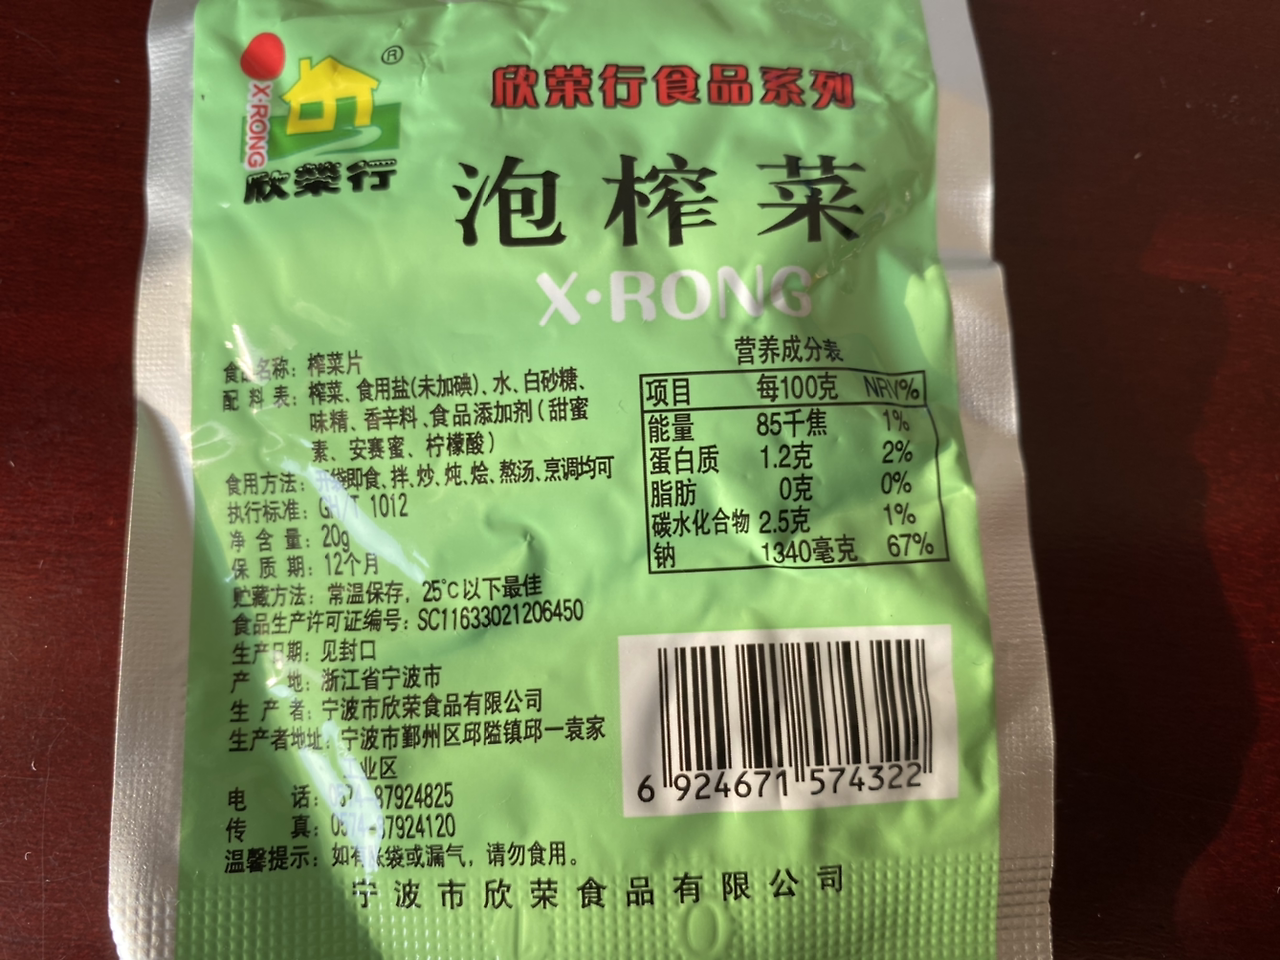 X·RONG
®
欣榮行
欣荣行食品系列
泡榨菜
X·RONG
食品名称：榨菜片
配料表：榨菜、食用盐(未加碘)、水、白砂糖、
味精、香辛料、食品添加剂(甜蜜
素、安赛蜜、柠檬酸)
食用方法：开袋即食、拌、炒、炖、烩、熬汤、烹调均可
执行标准：GH/T 1012
净含量：20g
保质期：12个月
贮藏方法：常温保存，25℃以下最佳
食品生产许可证编号：SC11633021206450
生产日期：见封口
产地：浙江省宁波市
生产者：宁波市欣荣食品有限公司
生产者地址：宁波市鄞州区邱隘镇邱一袁家
工业区
电话：0574-87924825
传真：0574-87924120
温馨提示：如有胀袋或漏气，请勿食用。
营养成分表
项目 每100克 NRV%
能量 85千焦 1%
蛋白质 1.2克 2%
脂肪 0克 0%
碳水化合物 2.5克 1%
钠 1340毫克 67%
6 924671 574322
宁波市欣荣食品有限公司